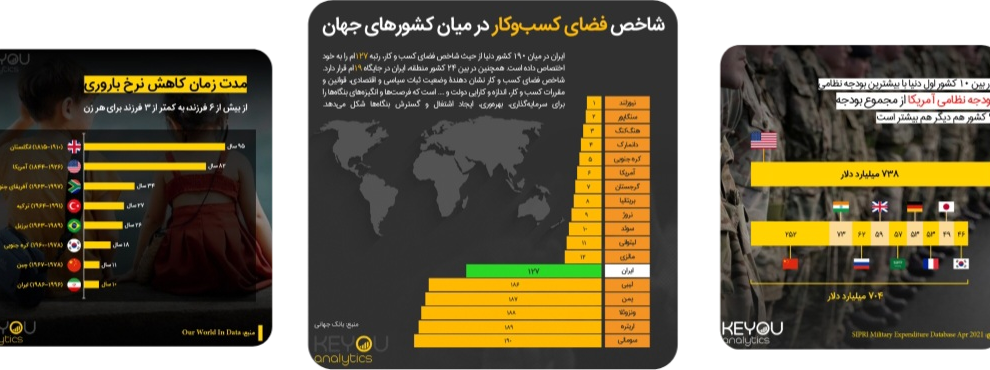 شاخص فضای کسب‌وکار در میان کشورهای جهان
ایران در میان ۱۹۰ کشور دنیا از حیث شاخص فضای کسب و کار، رتبه ۱۲۷ام را به خود
اختصاص داده است. همچنین در بین ۲۴ کشور منطقه، ایران در جایگاه ۱۹ام قرار دارد.
شاخص فضای کسب و کار نشان دهندهٔ وضعیت ثبات سیاسی و اقتصادی، قوانین و
مقررات کسب و کار، اندازه و کارایی دولت و ... است که فرصت‌ها و انگیزه‌های بنگاه‌ها را
برای سرمایه‌گذاری، بهره‌وری، ایجاد اشتغال و گسترش بنگاه‌ها شکل می‌دهد.
نیوزلند ۱
سنگاپور ۲
هنگ‌کنگ ۳
دانمارک ۴
کره جنوبی ۵
آمریکا ۶
گرجستان ۷
بریتانیا ۸
نروژ ۹
سوئد ۱۰
لیتوانی ۱۱
مالزی ۱۲
ایران ۱۲۷
لیبی ۱۸۶
یمن ۱۸۷
ونزوئلا ۱۸۸
اریتره ۱۸۹
سومالی ۱۹۰
منبع: بانک جهانی
KEYOU
analytics
در بین ۱۰ کشور اول دنیا با بیشترین بودجه نظامی
بودجه نظامی آمریکا از مجموع بودجه
کشور هم دیگر هم بیشتر است
۷۳۸ میلیارد دلار
۲۵۲ ۷۳ ۶۲ ۵۹ ۵۷ ۵۳ ۵۳ ۴۹ ۴۶
۷۰۴ میلیارد دلار
SIPRI Military Expenditure Database Apr 2021
KEYOU
analytics
YOU
Analytics
مدت زمان کاهش نرخ باروری
از بیش از ۶ فرزند، به کمتر از ۳ فرزند برای هر زن
انگلستان (۱۸۱۵-۱۹۱۰) ۹۵ سال
آمریکا (۱۸۴۴-۱۹۲۶) ۸۲ سال
آفریقای جنو (۱۹۶۳-۱۹۹۷) ۳۴ سال
ترکیه (۱۹۶۴-۱۹۹۱) ۲۷ سال
برزیل (۱۹۶۳-۱۹۸۹) ۲۶ سال
کره جنوبی (۱۹۶۰-۱۹۷۸) ۱۸ سال
چین (۱۹۶۷-۱۹۷۸) ۱۱ سال
ایران (۱۹۸۶-۱۹۹۶) ۱۰ سال
منبع: Our World In Data
YOU
analytics